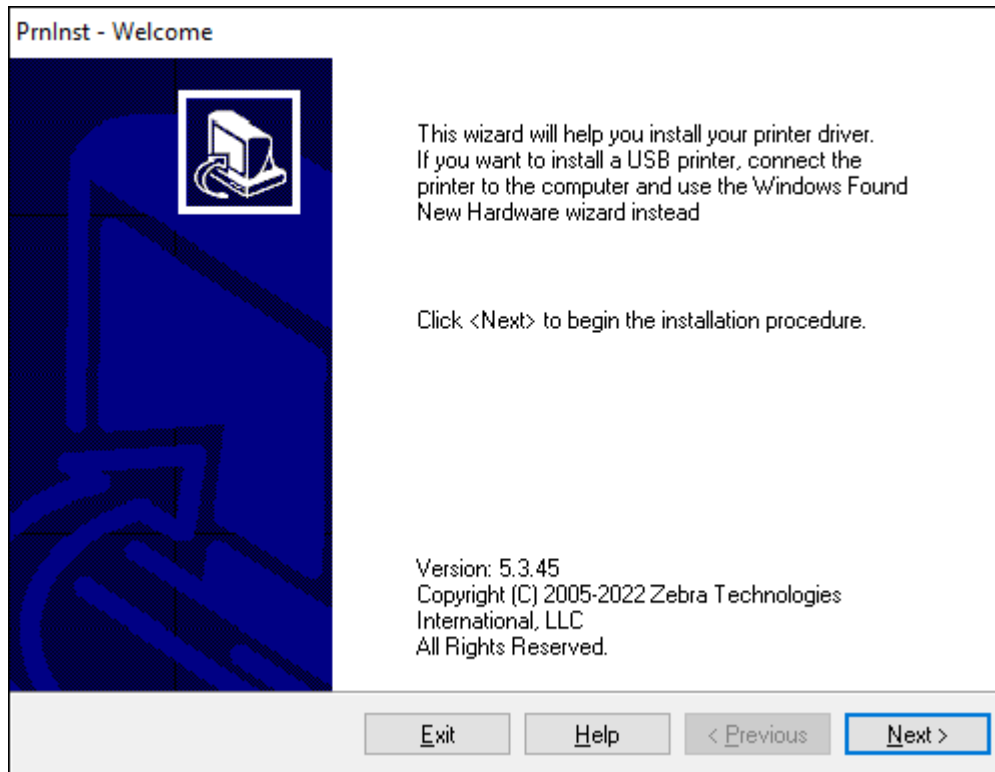 PrnInst - Welcome
This wizard will help you install your printer driver.
If you want to install a USB printer, connect the
printer to the computer and use the Windows Found
New Hardware wizard instead
Click <Next> to begin the installation procedure.
Version: 5.3.45
Copyright (C) 2005-2022 Zebra Technologies
International, LLC
All Rights Reserved.
Exit
Help
< Previous
Next >